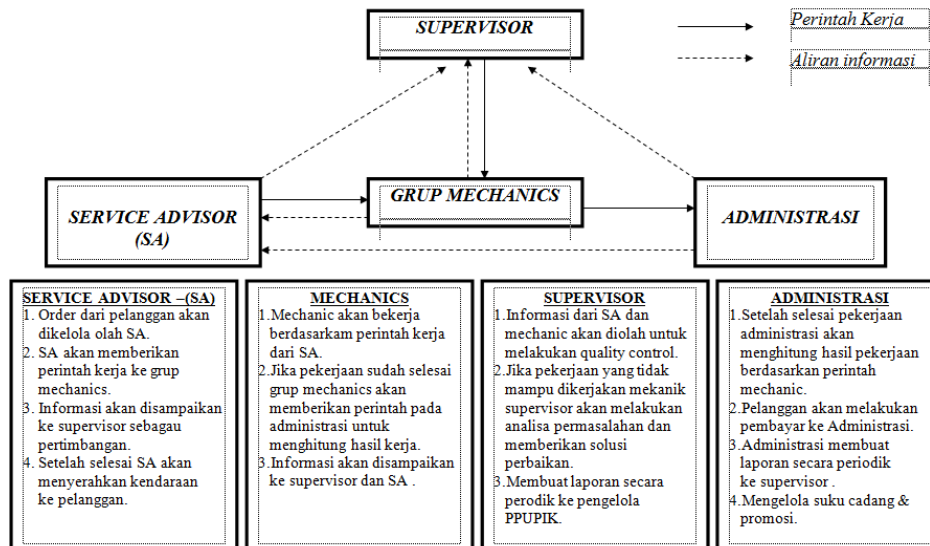 SUPERVISOR
Perintah Kerja
Aliran informasi
SERVICE ADVISOR
(SA)
GRUP MECHANICS
ADMINISTRASI
SERVICE ADVISOR –(SA)
1. Order dari pelanggan akan
dikelola olah SA.
2. SA akan memberikan
perintah kerja ke grup
mechanics.
3. Informasi akan disampaikan
ke supervisor sebagau
pertimbangan.
4. Setelah selesai SA akan
menyerahkan kendaraan
ke pelanggan.
MECHANICS
1.Mechanic akan bekerja
berdasarkam perintah kerja
dari SA.
2.Jika pekerjaan sudah selesai
grup mechanics akan
memberikan perintah pada
administrasi untuk
menghitung hasil kerja.
3.Informasi akan disampaikan
ke supervisor dan SA .
SUPERVISOR
1.Informasi dari SA dan
mechanic akan diolah untuk
melakukan quality control.
2.Jika pekerjaan yang tidak
mampu dikerjakan mekanik
supervisor akan melakukan
analisa permasalahan dan
memberikan solusi
perbaikan.
3.Membuat laporan secara
perodik ke pengelola
PPUPIK.
ADMINISTRASI
1.Setelah selesai pekerjaan
administrasi akan
menghitung hasil pekerjaan
berdasarkan perintah
mechanic.
2.Pelanggan akan melakukan
pembayar ke Administrasi.
3.Administrasi membuat
laporan secara periodik
ke supervisor .
4.Mengelola suku cadang &
promosi.